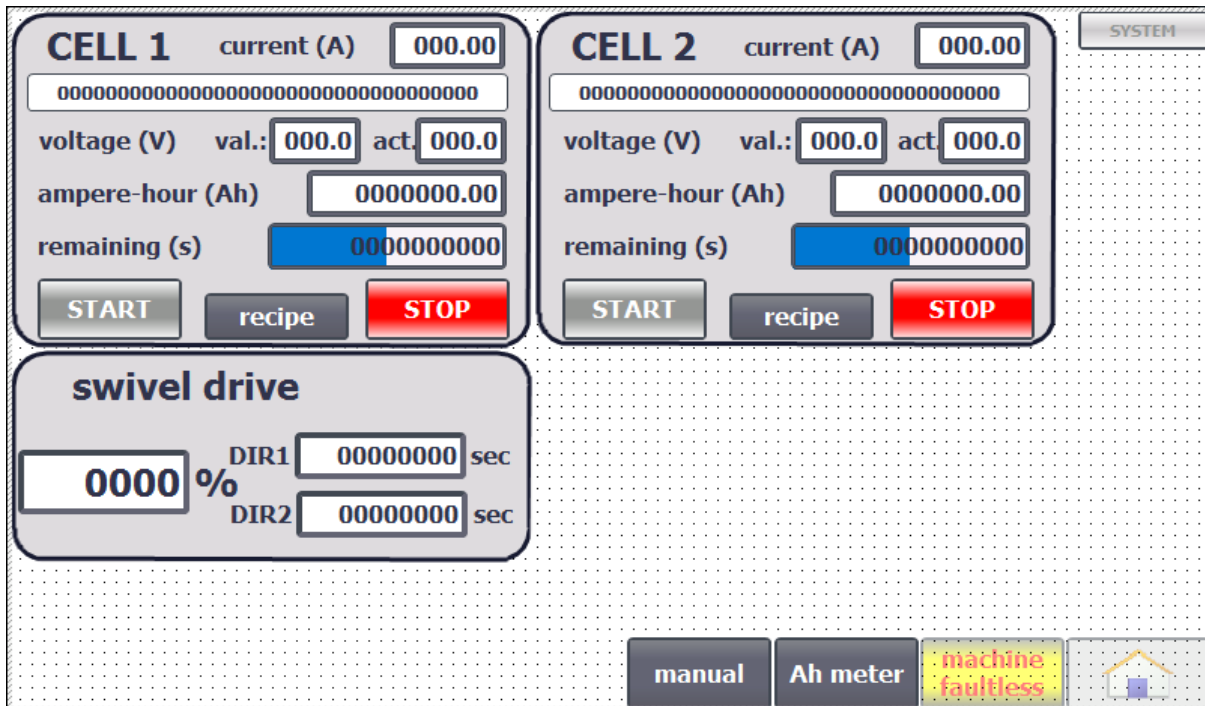 CELL 1 current (A) 000.00
00000000000000000000000000000000000
voltage (V) val.: 000.0 act. 000.0
ampere-hour (Ah) 0000000.00
remaining (s) 0000000000
START recipe STOP
CELL 2 current (A) 000.00
00000000000000000000000000000000000
voltage (V) val.: 000.0 act. 000.0
ampere-hour (Ah) 0000000.00
remaining (s) 0000000000
START recipe STOP
SYSTEM
swivel drive
0000 %
DIR1 00000000 sec
DIR2 00000000 sec
manual
Ah meter
machine
faultless